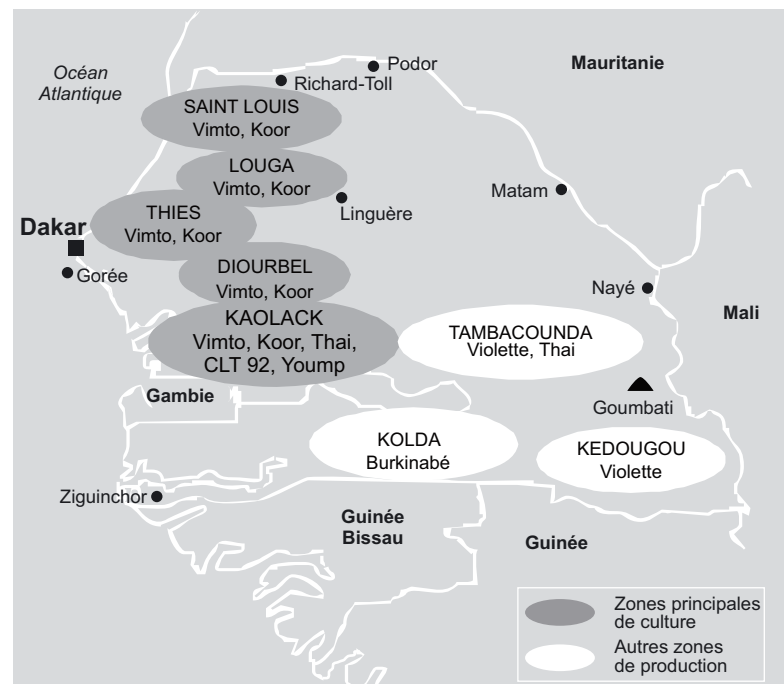 Océan
Atlantique
Podor
Mauritanie
Richard-Toll
SAINT LOUIS
Vimto, Koor
LOUGA
Vimto, Koor
Matam
Linguère
THIES
Vimto, Koor
Dakar
Gorée
DIOURBEL
Vimto, Koor
Nayé
Mali
KAOLACK
Vimto, Koor, Thai,
CLT 92, Yoump
TAMBACOUNDA
Violette, Thai
Gambie
Goumbati
KOLDA
Burkinabé
KEDOUGOU
Violette
Ziguinchor
Guinée
Bissau
Guinée
Zones principales
de culture
Autres zones
de production